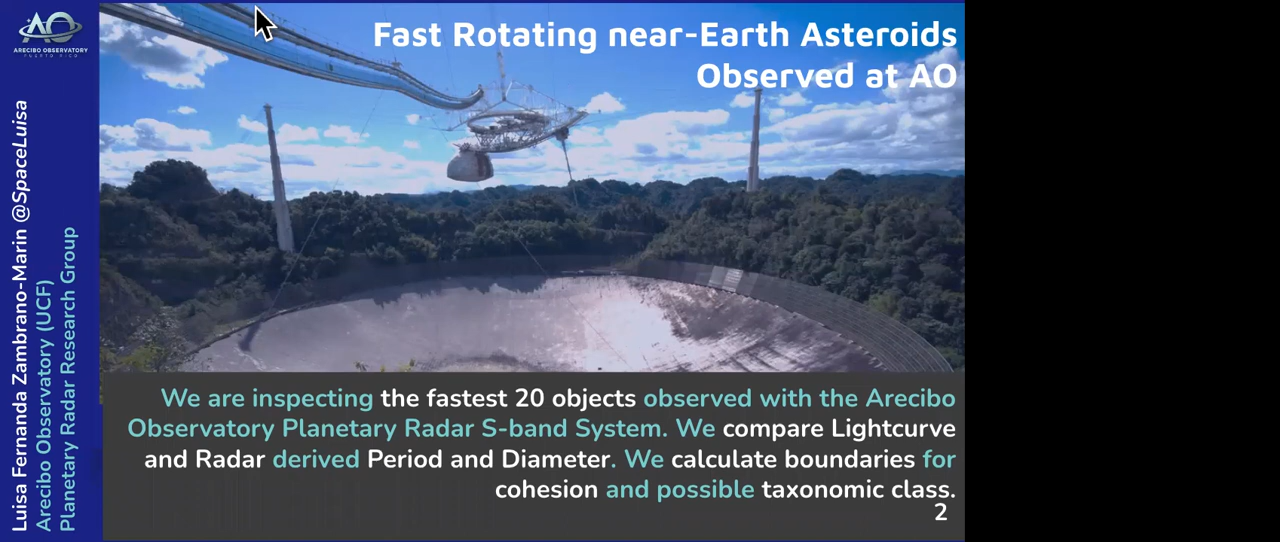 ARECIBO OBSERVATORY
PUERTO RICO
Luisa Fernanda Zambrano-Marin @SpaceLuisa
Arecibo Observatory (UCF)
Planetary Radar Research Group
Fast Rotating near-Earth Asteroids
Observed at AO
We are inspecting the fastest 20 objects observed with the Arecibo
Observatory Planetary Radar S-band System. We compare Lightcurve
and Radar derived Period and Diameter. We calculate boundaries for
cohesion and possible taxonomic class.
2